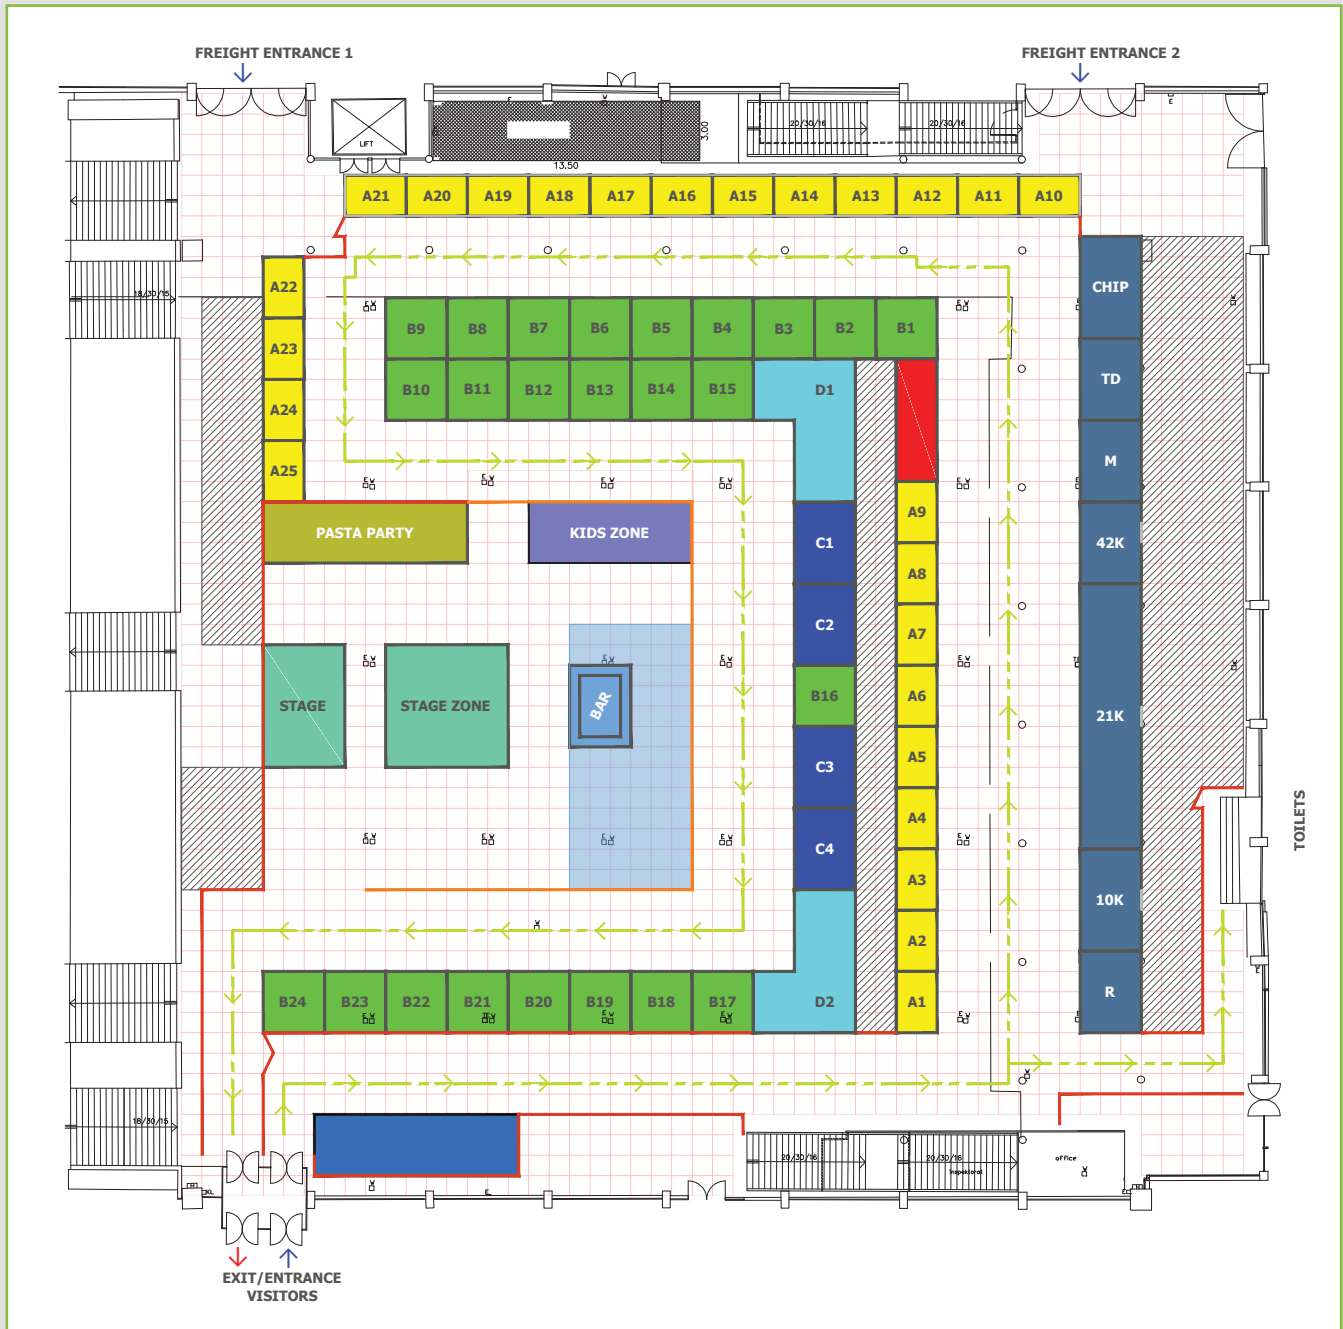 FREIGHT ENTRANCE 1
FREIGHT ENTRANCE 2
LIFT
13.50
3.00
20/30/16
20/30/16
A21 A20 A19 A18 A17 A16 A15 A14 A13 A12 A11 A10
A22
A23
A24
A25
18/30/15
B9 B8 B7 B6 B5 B4 B3 B2 B1
B10 B11 B12 B13 B14 B15 D1
CHIP
TD
M
42K
21K
10K
R
PASTA PARTY
KIDS ZONE
C1
C2
B16
C3
C4
A9
A8
A7
A6
A5
A4
A3
A2
A1
STAGE
STAGE ZONE
BAR
TOILETS
B24 B23 B22 B21 B20 B19 B18 B17 D2
18/30/15
20/30/16
20/30/16
Inspektorat
office
EXIT/ENTRANCE
VISITORS